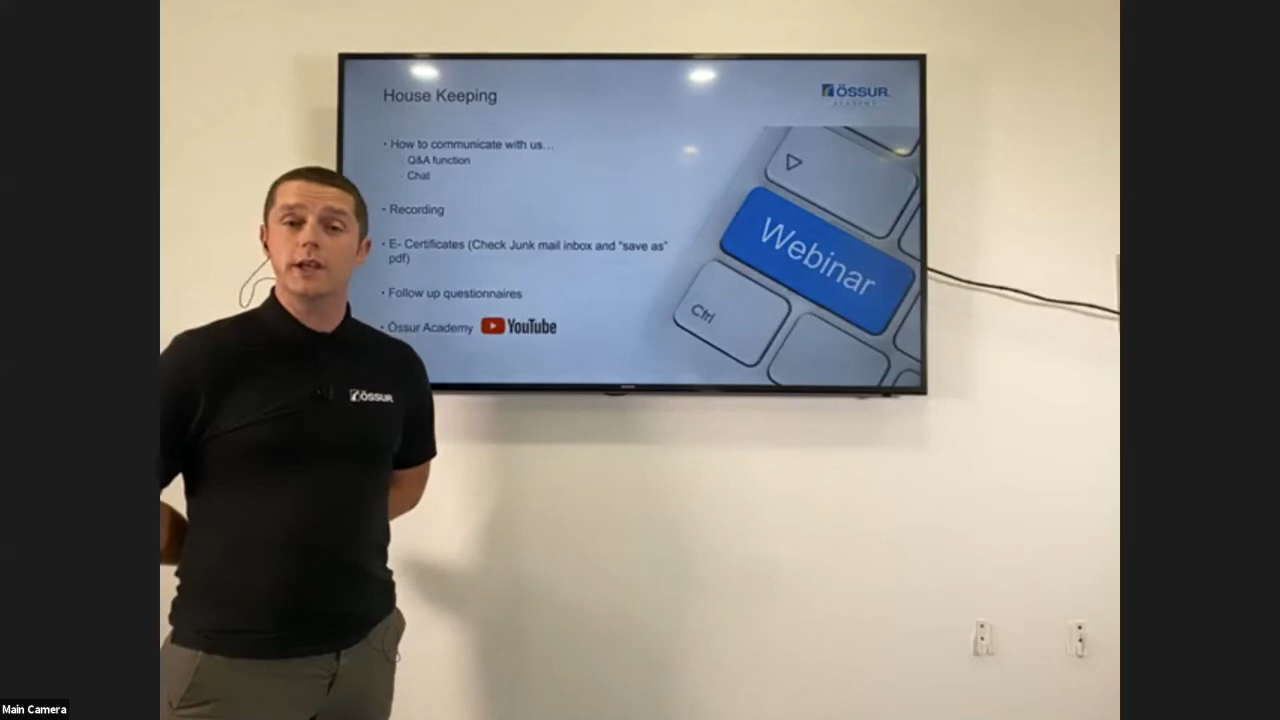 House Keeping
ÖSSUR
ACADEMY
• How to communicate with us…
Q&A function
Chat
• Recording
• E- Certificates (Check Junk mail inbox and "save as"
pdf)
• Follow up questionnaires
• Össur Academy YouTube
Webinar
Ctrl
ÖSSUR
Main Camera